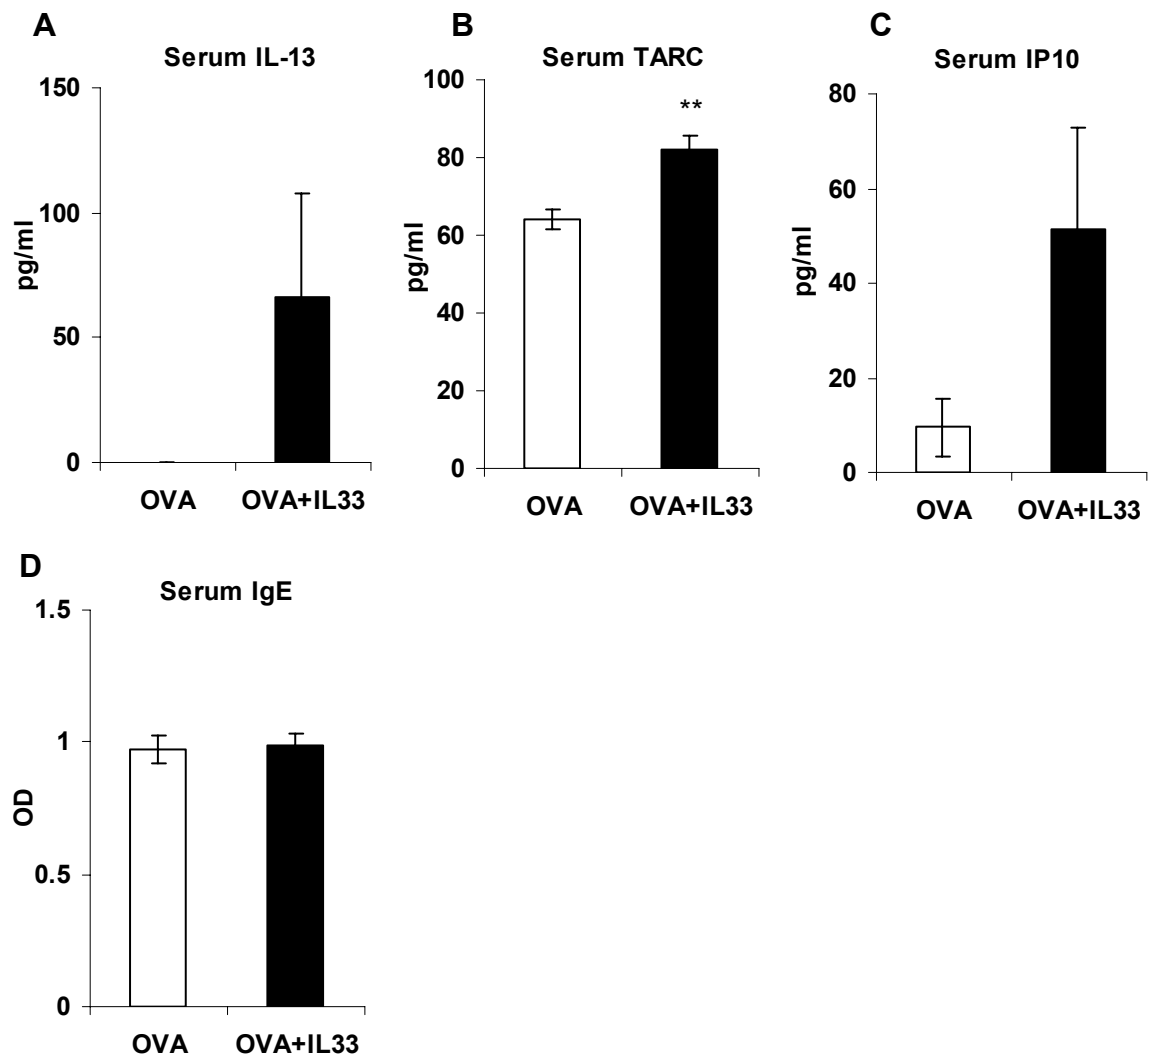 A
Serum IL-13
150
100
50
0
pg/ml
OVA OVA+IL33
B
Serum TARC
**
100
80
60
40
20
0
pg/ml
OVA OVA+IL33
C
Serum IP10
80
60
40
20
0
pg/ml
OVA OVA+IL33
D
Serum IgE
1.5
1
0.5
0
OD
OVA OVA+IL33